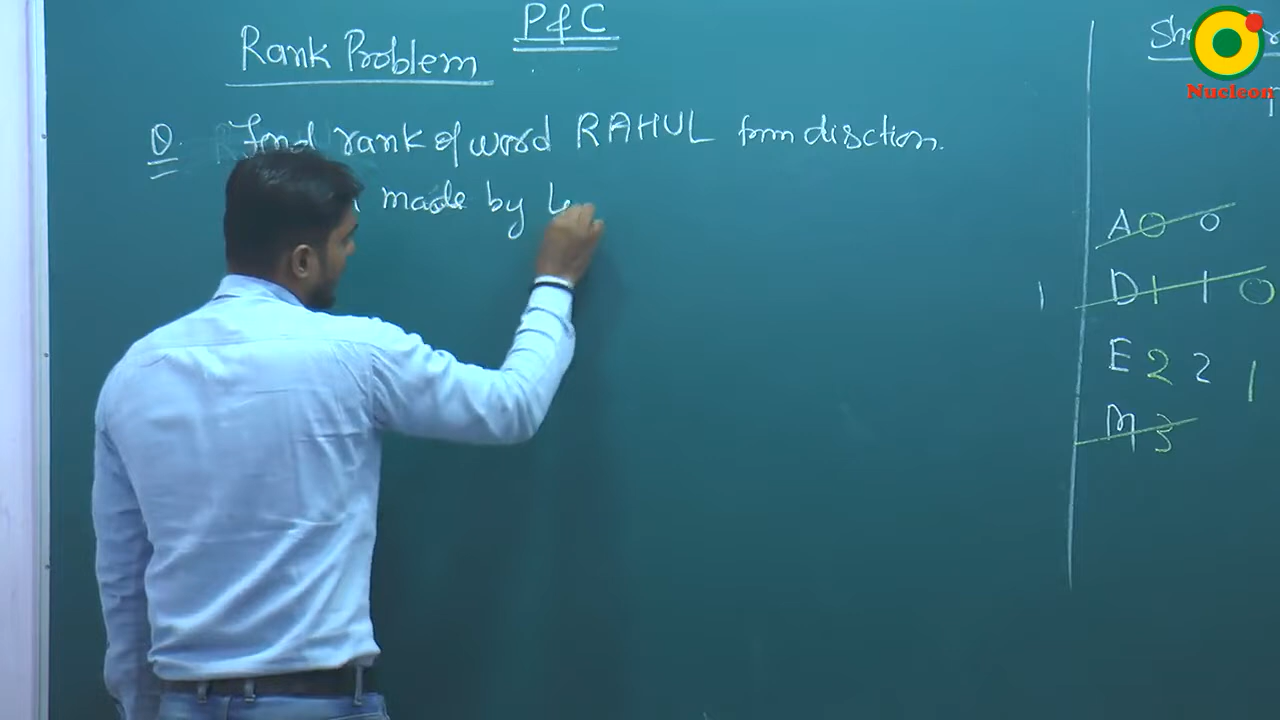 P & C
Rank Problem
Q. Find rank of word RAHUL form disction.
made by
Nucleon
A 0 0
1 D 1 1 0
E 2 2 1
M 3